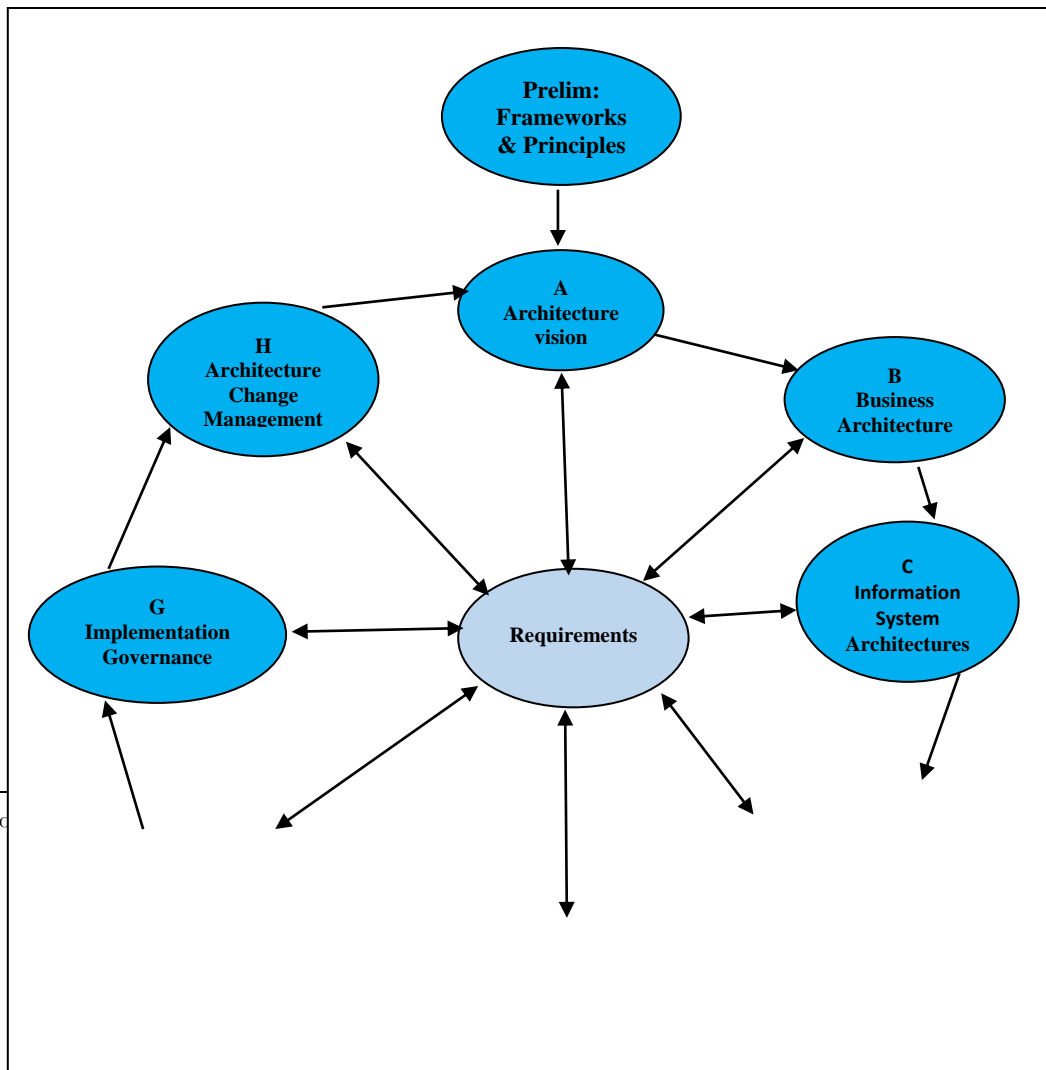 Prelim:
Frameworks
& Principles
A
Architecture
vision
H
Architecture
Change
Management
B
Business
Architecture
C
Information
System
Architectures
G
Implementation
Governance
Requirements